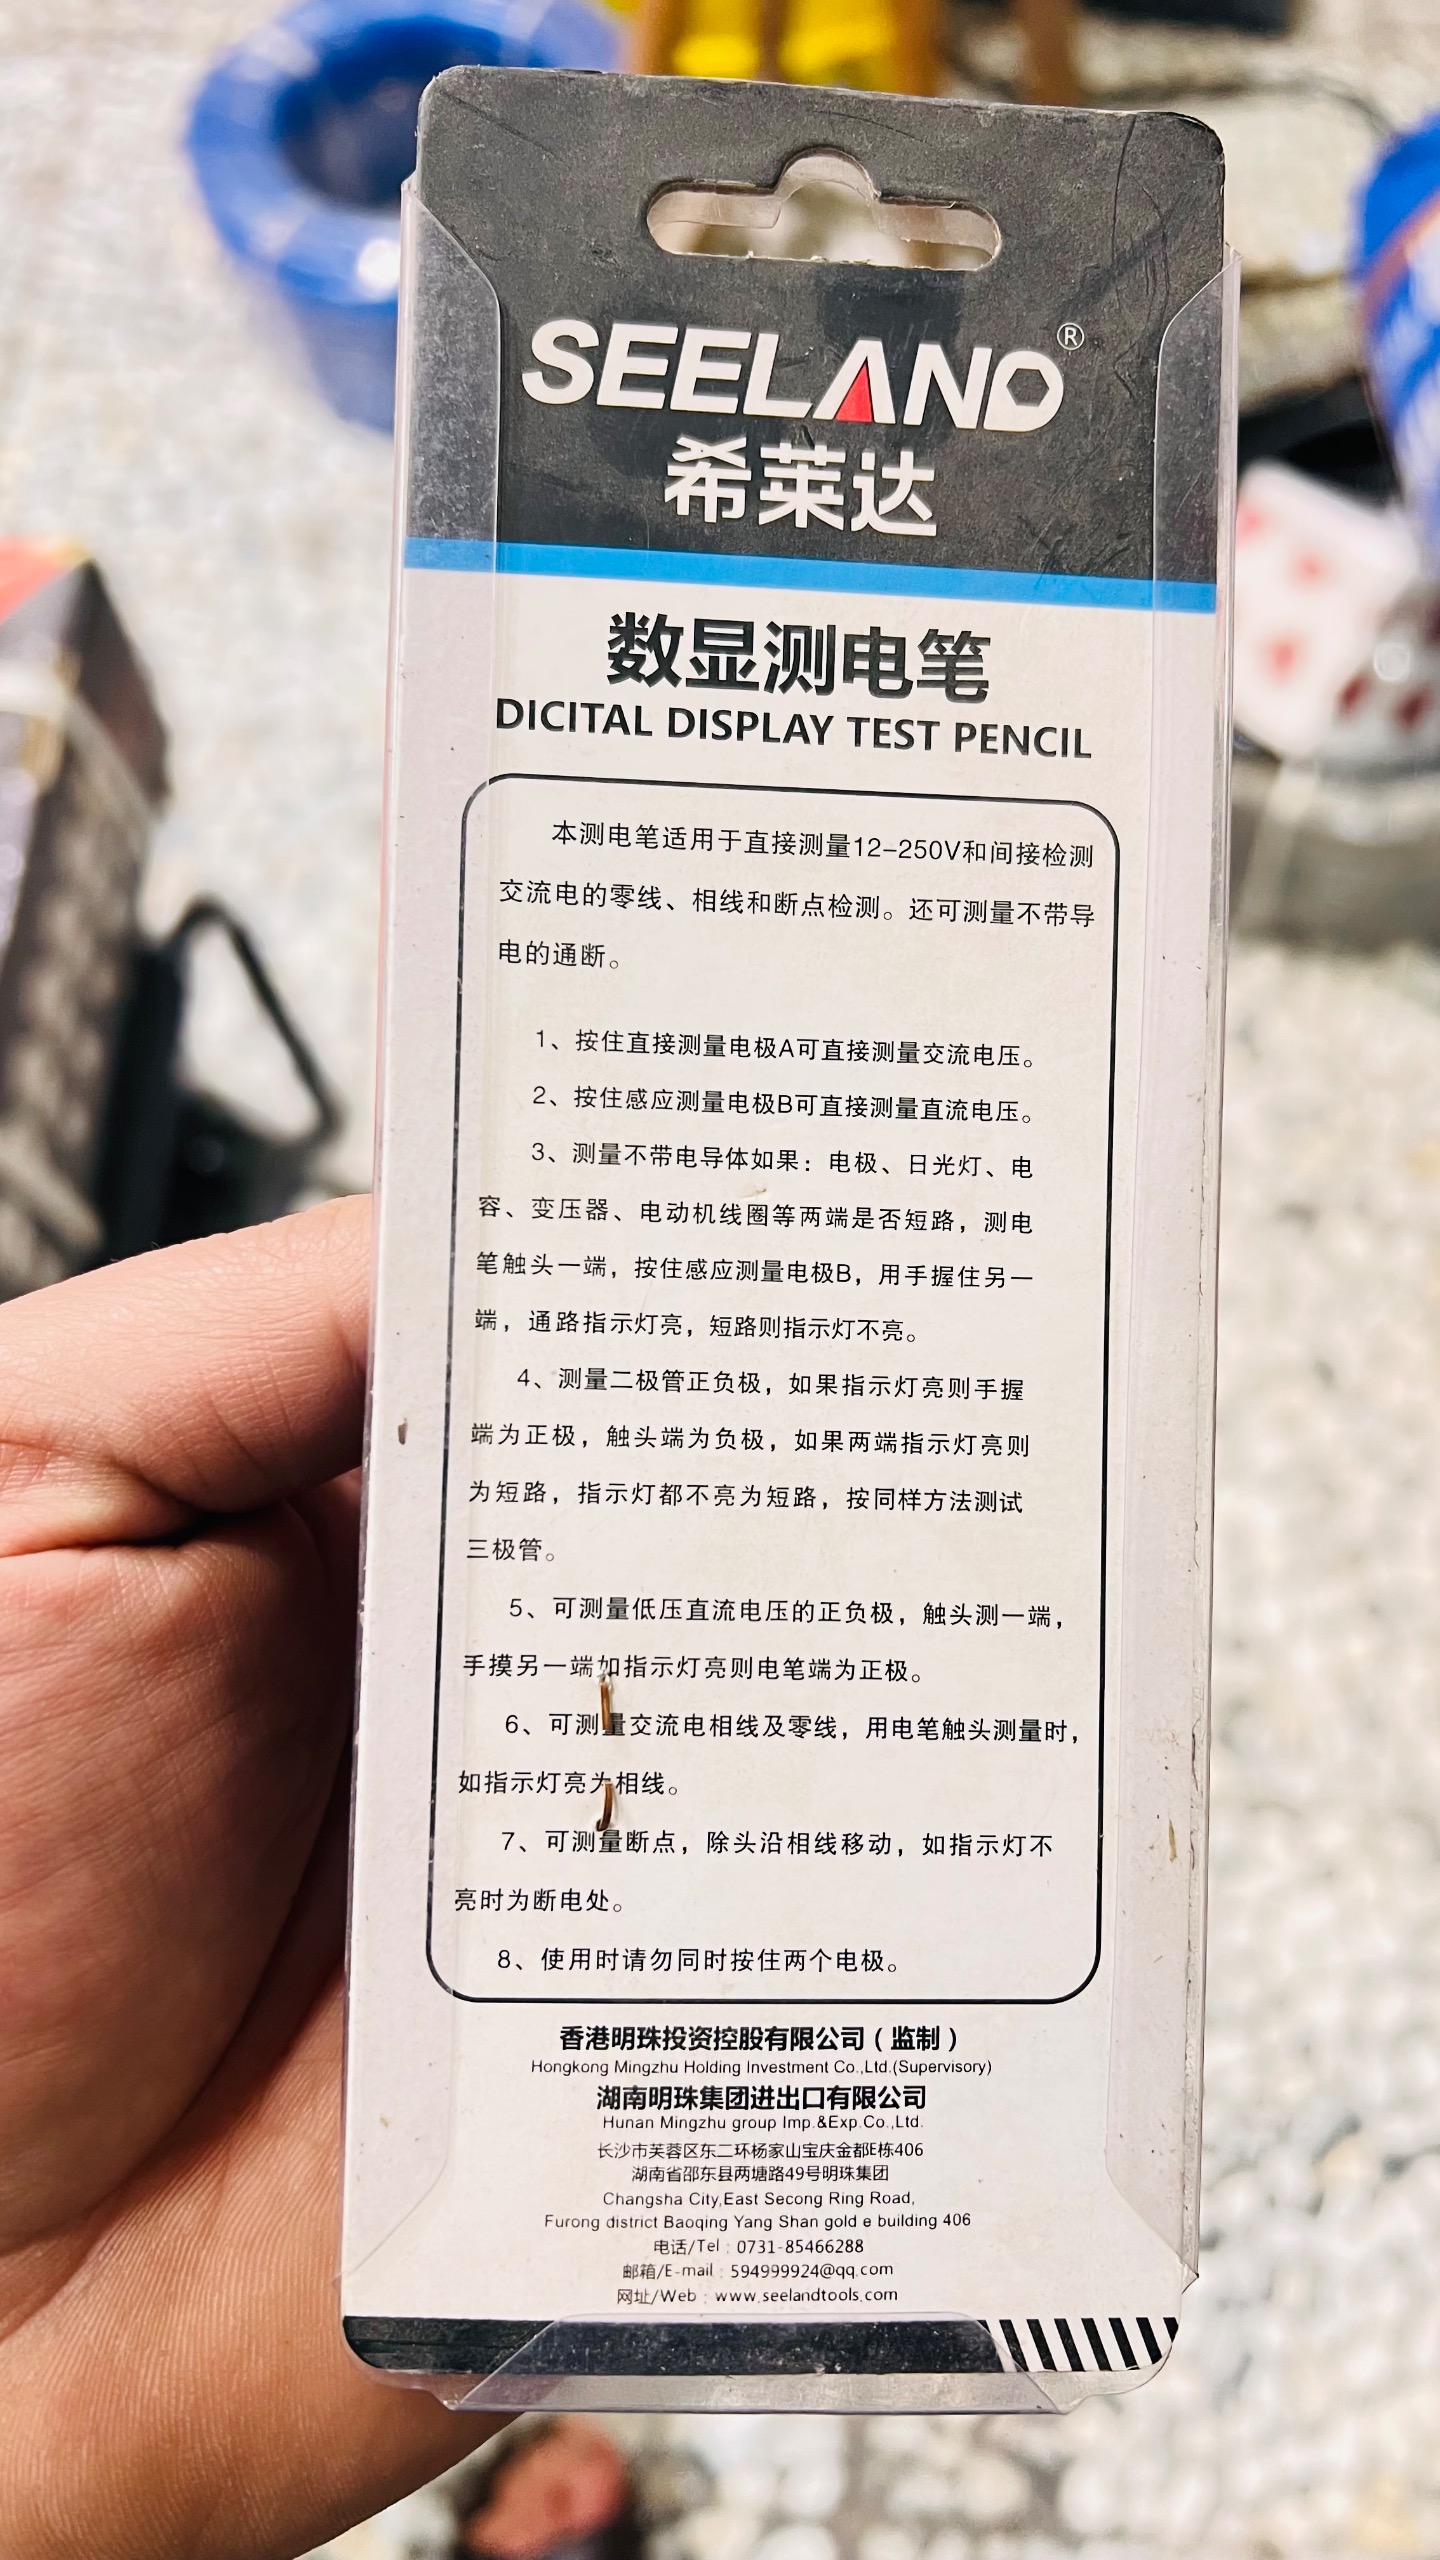 SEELAND®
希莱达
数显测电笔
DICITAL DISPLAY TEST PENCIL
本测电笔适用于直接测量12-250V和间接检测
交流电的零线、相线和断点检测。还可测量不带导
电的通断。
1、按住直接测量电极A可直接测量交流电压。
2、按住感应测量电极B可直接测量直流电压。
3、测量不带电导体如果：电极、日光灯、电
容、变压器、电动机线圈等两端是否短路，测电
笔触头一端，按住感应测量电极B，用手握住另一
端，通路指示灯亮，短路则指示灯不亮。
4、测量二极管正负极，如果指示灯亮则手握
端为正极，触头端为负极，如果两端指示灯亮则
为短路，指示灯都不亮为短路，按同样方法测试
三极管。
5、可测量低压直流电压的正负极，触头测一端，
手摸另一端如指示灯亮则电笔端为正极。
6、可测量交流电相线及零线，用电笔触头测量时，
如指示灯亮为相线。
7、可测量断点，除头沿相线移动，如指示灯不
亮时为断电处。
8、使用时请勿同时按住两个电极。
香港明珠投资控股有限公司（监制）
Hongkong Mingzhu Holding Investment Co.,Ltd.(Supervisory)
湖南明珠集团进出口有限公司
Hunan Mingzhu group Imp.&Exp.Co.,Ltd.
长沙市芙蓉区东二环杨家山宝庆金都E栋406
湖南省邵东县两塘路49号明珠集团
Changsha City,East Secong Ring Road,
Furong district Baoqing Yang Shan gold e building 406
电话/Tel：0731-85466288
邮箱/E-mail：594999924@qq.com
网址/Web：www.seelandtools.com